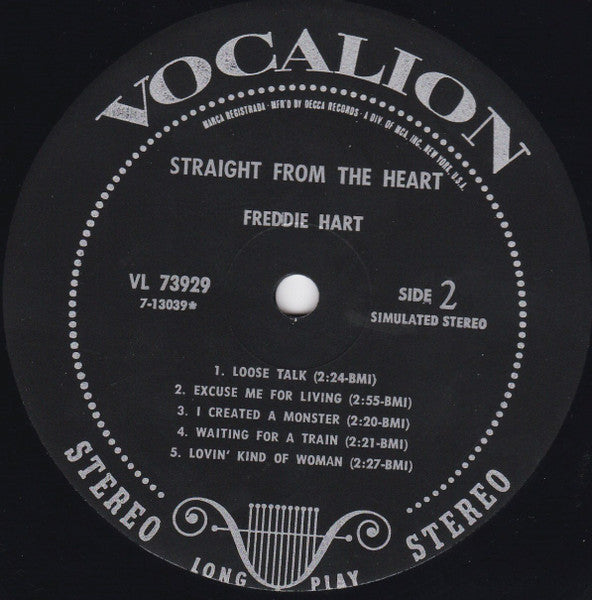 VOCALION
MARCA REGISTRADA · MFR'D BY DECCA RECORDS · A DIV. OF MCA, INC., NEW YORK, U.S.A.
STRAIGHT FROM THE HEART
FREDDIE HART
VL 73929
7-13039*
SIDE 2
SIMULATED STEREO
1. LOOSE TALK (2:24-BMI)
2. EXCUSE ME FOR LIVING (2:55-BMI)
3. I CREATED A MONSTER (2:20-BMI)
4. WAITING FOR A TRAIN (2:21-BMI)
5. LOVIN' KIND OF WOMAN (2:27-BMI)
STEREO
LONG PLAY
STEREO